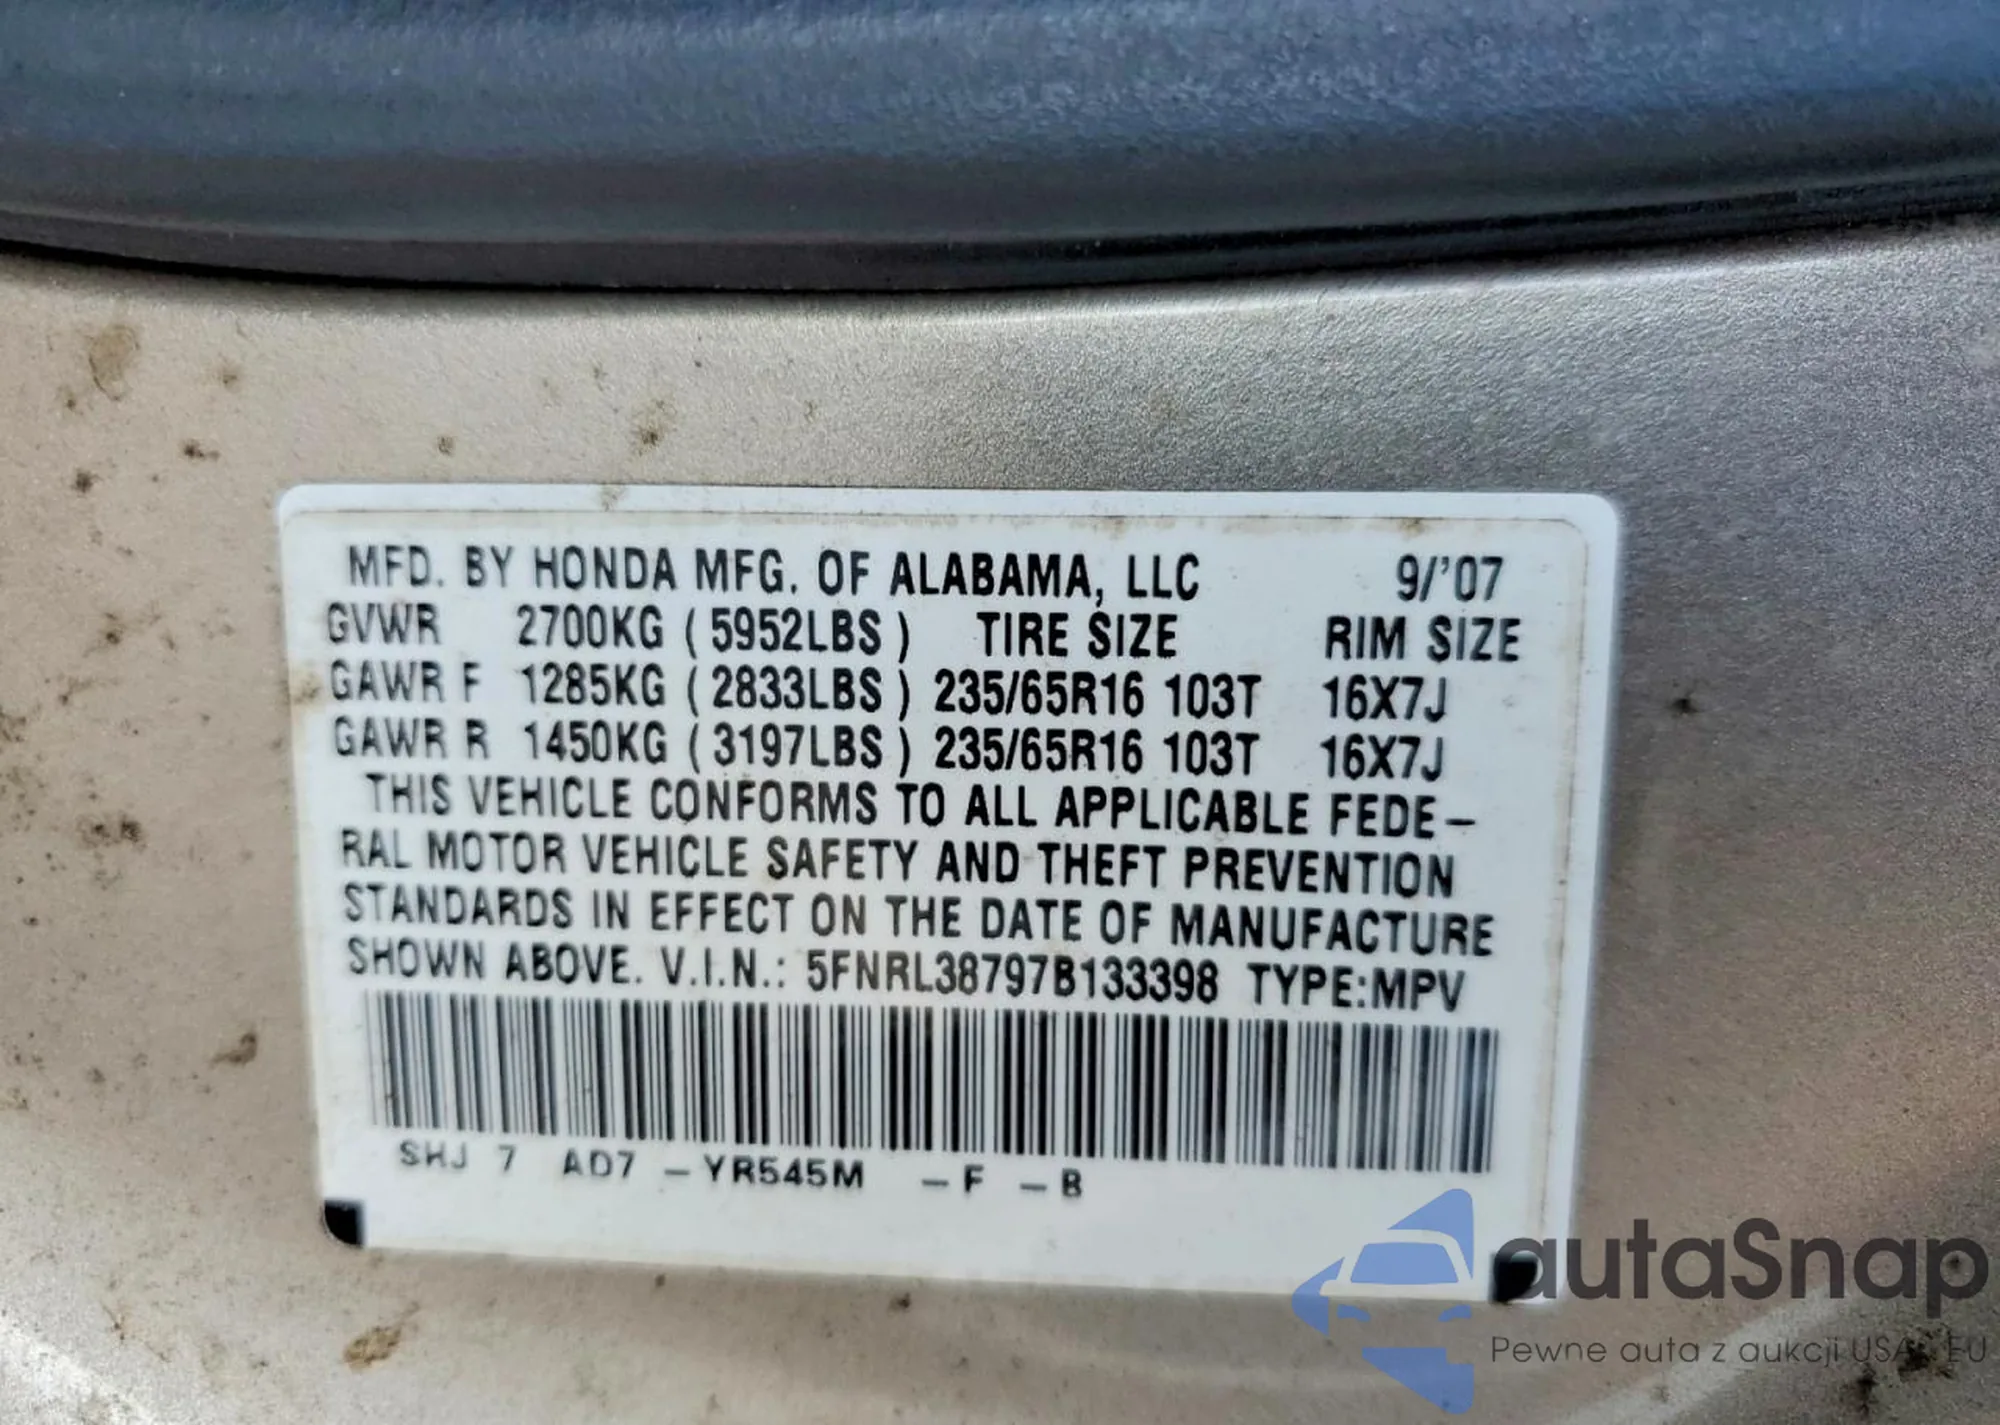 MFD. BY HONDA MFG. OF ALABAMA, LLC 9/'07
GVWR 2700KG ( 5952LBS ) TIRE SIZE RIM SIZE
GAWR F 1285KG ( 2833LBS ) 235/65R16 103T 16X7J
GAWR R 1450KG ( 3197LBS ) 235/65R16 103T 16X7J
THIS VEHICLE CONFORMS TO ALL APPLICABLE FEDE-
RAL MOTOR VEHICLE SAFETY AND THEFT PREVENTION
STANDARDS IN EFFECT ON THE DATE OF MANUFACTURE
SHOWN ABOVE. V.I.N.: 5FNRL38797B133398 TYPE:MPV
SHJ 7 AD7 -YR545M -F -B
autaSnap
Pewne auta z aukcji USA i EU